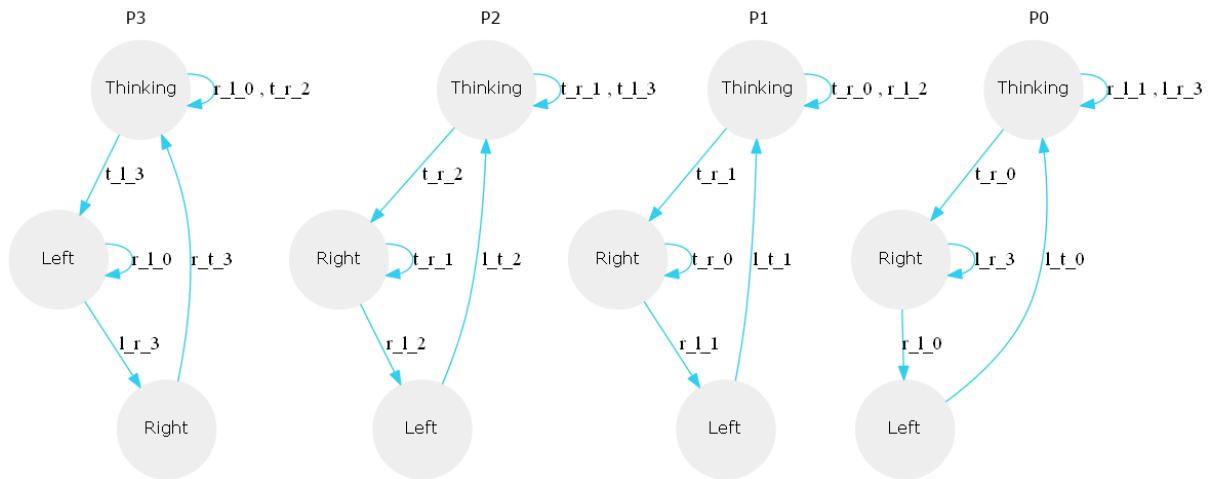 P3
P2
P1
P0
Thinking
r_l_0 , t_r_2
Thinking
t_r_1 , t_l_3
Thinking
t_r_0 , r_l_2
Thinking
r_l_1 , l_r_3
t_l_3
t_r_2
t_r_1
t_r_0
Left
r_l_0
r_t_3
Right
t_r_1
l_t_2
Right
t_r_0
l_t_1
Right
l_r_3
l_t_0
l_r_3
r_l_2
r_l_1
r_l_0
Right
Left
Left
Left